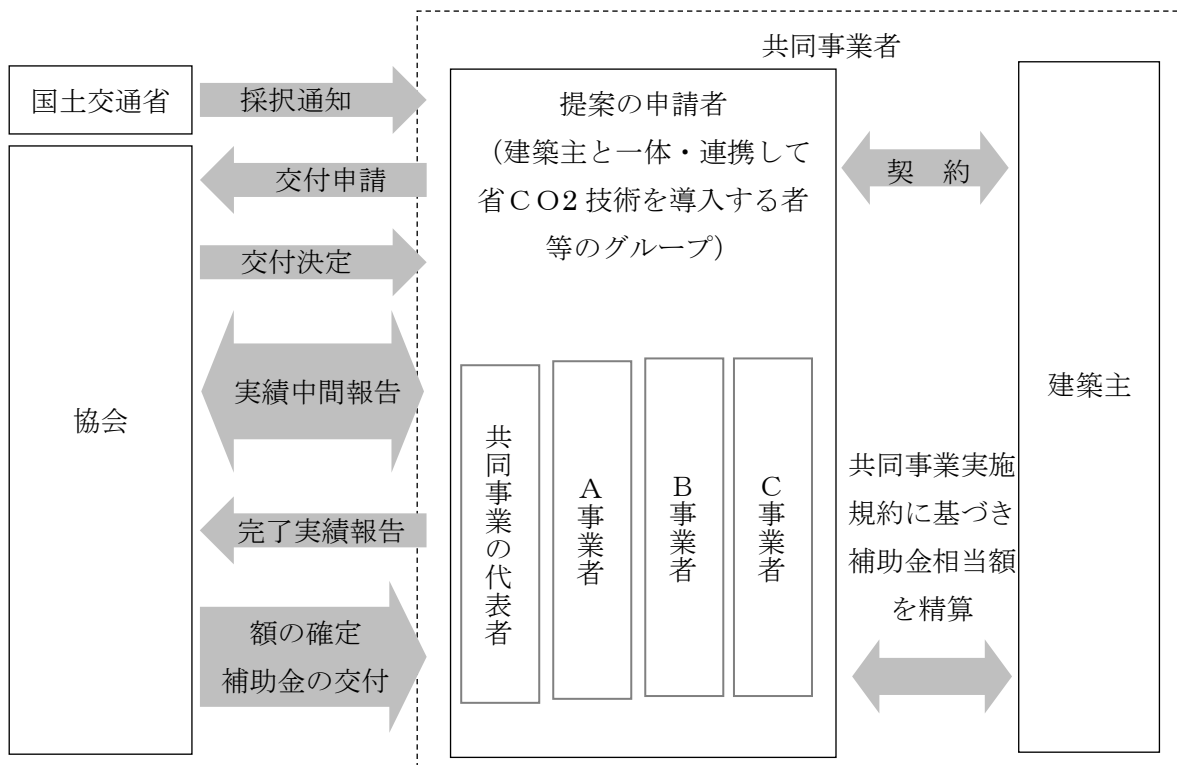 共同事業者
国土交通省
採択通知
提案の申請者
（建築主と一体・連携して
省ＣＯ2 技術を導入する者
等のグループ）
交付申請
契　約
交付決定
実績中間報告
協会
建築主
共同事業の代表者
Ａ事業者
Ｂ事業者
Ｃ事業者
共同事業実施
規約に基づき
補助金相当額
を精算
完了実績報告
額の確定
補助金の交付